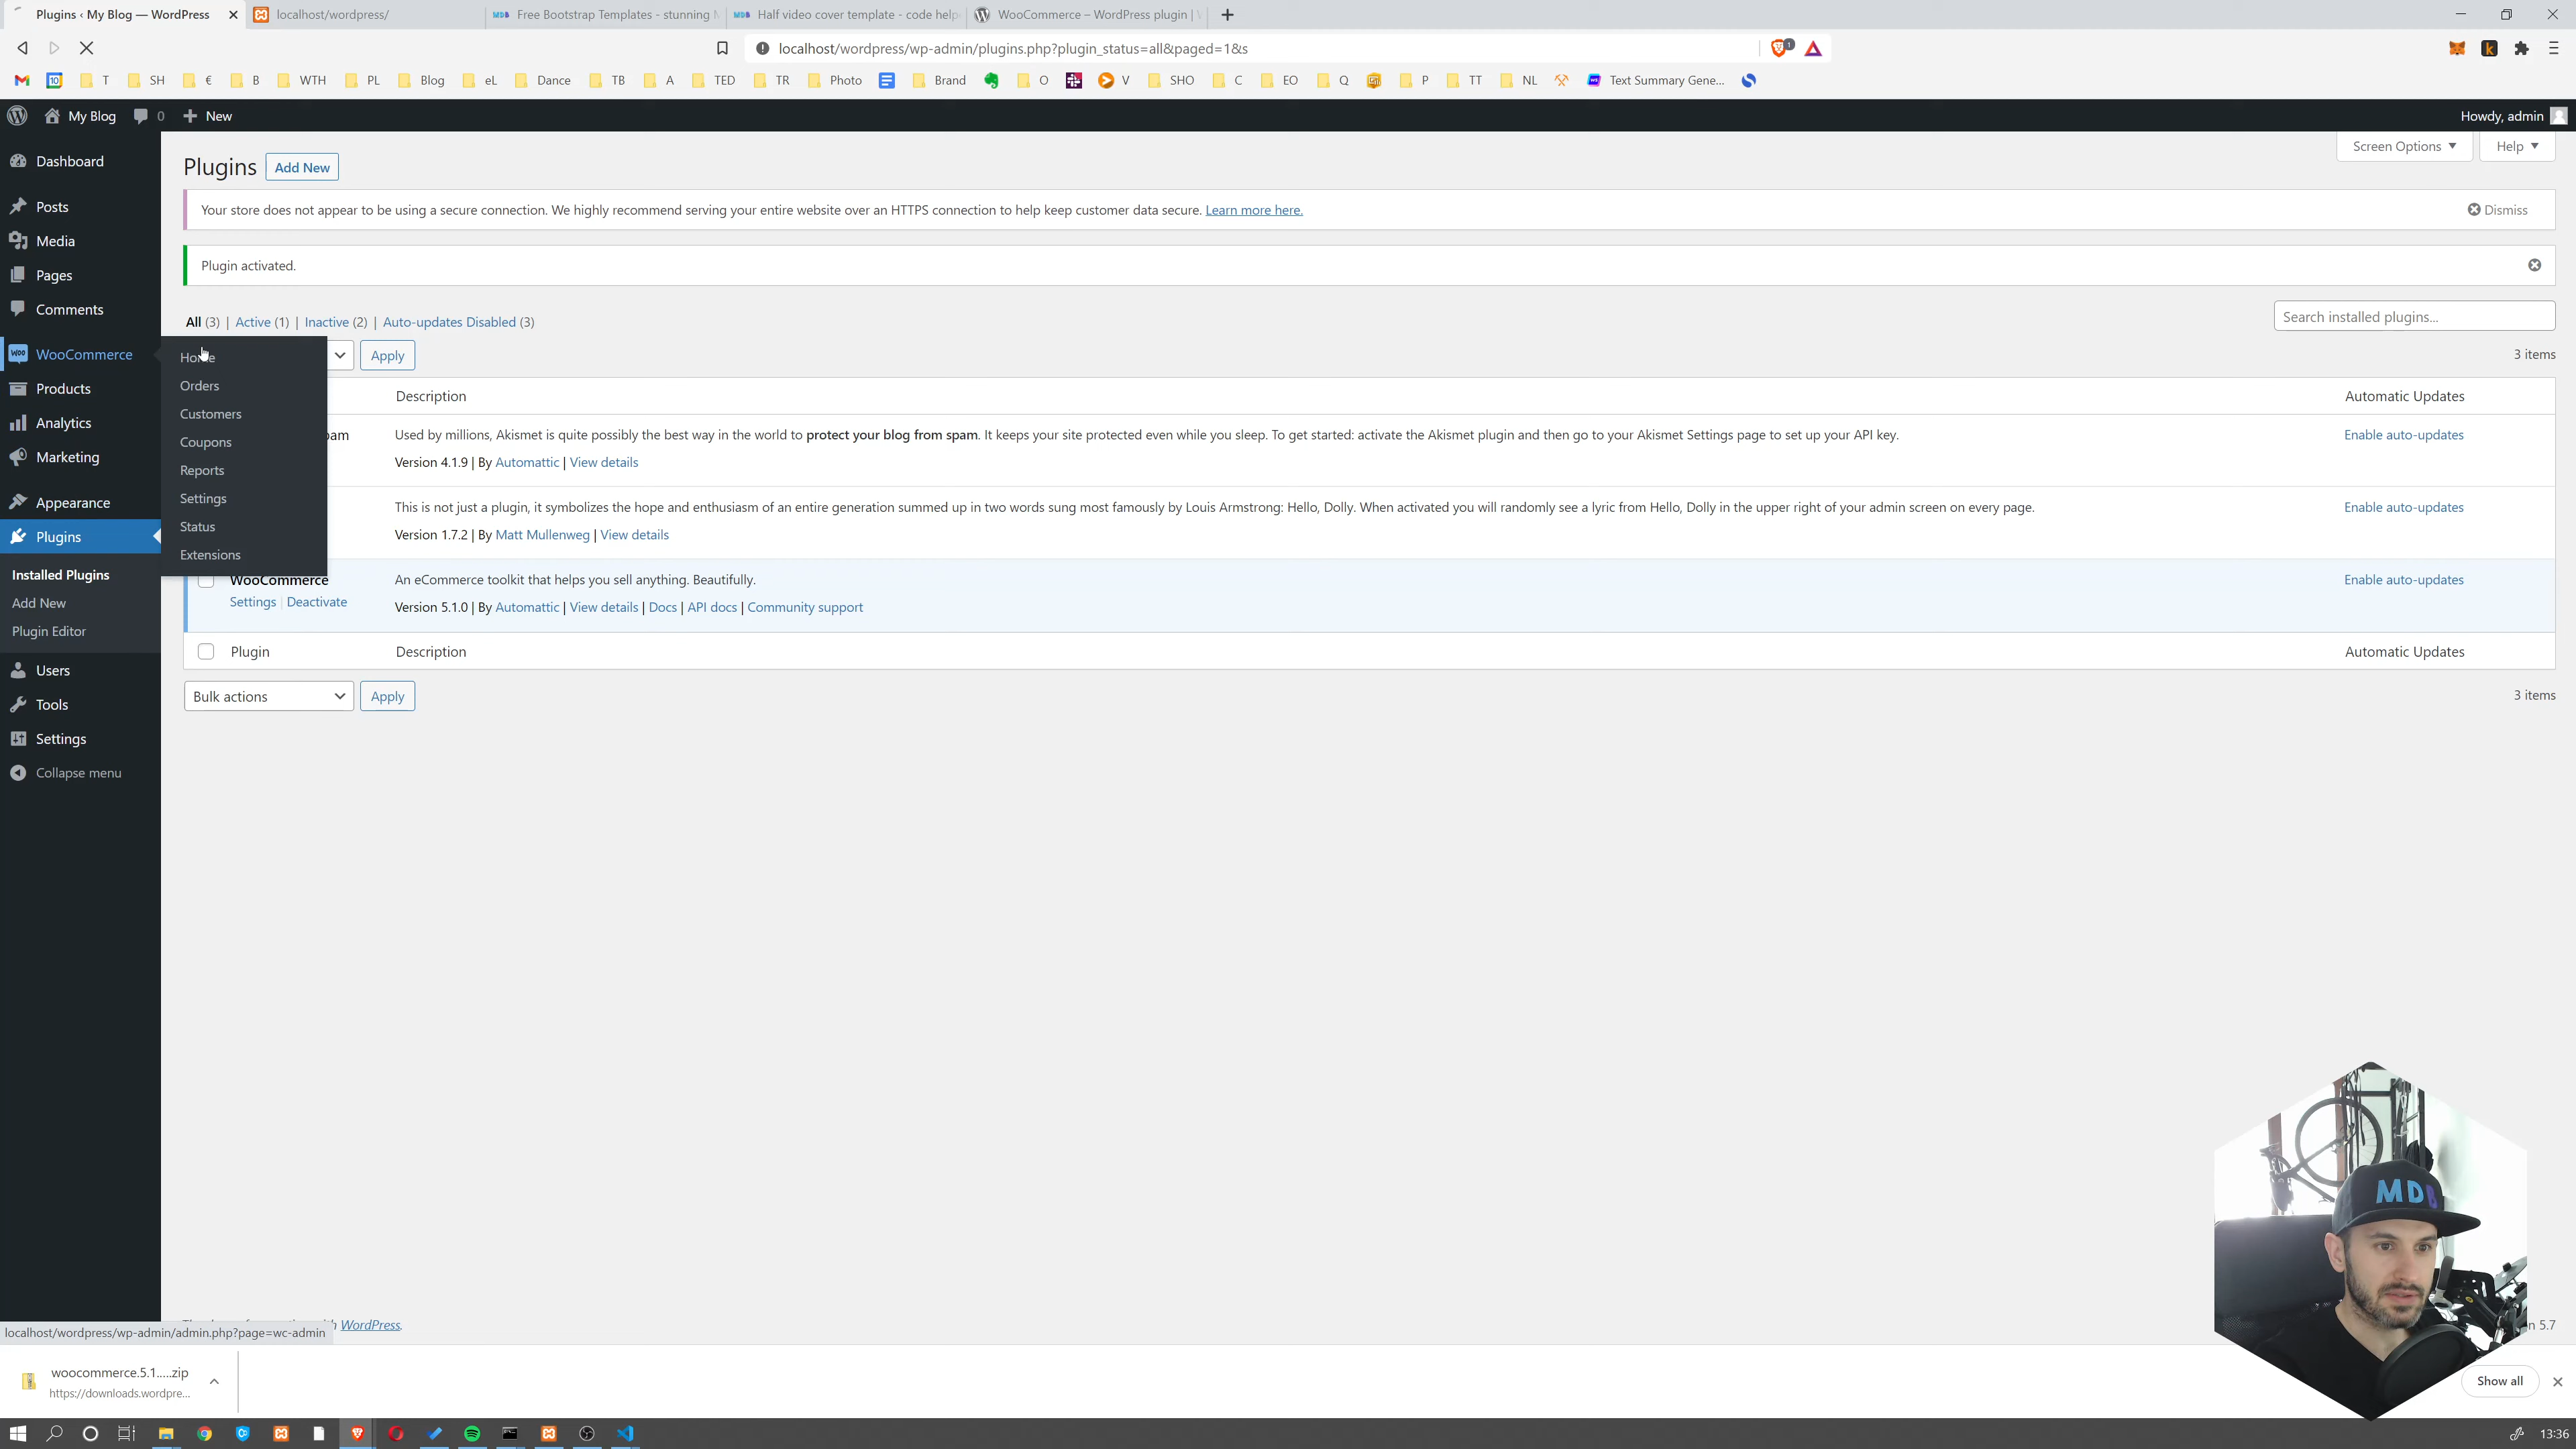 Plugins ‹ My Blog — WordPress
localhost/wordpress/
Free Bootstrap Templates - stunning
Half video cover template - code help
WooCommerce – WordPress plugin |
localhost/wordpress/wp-admin/plugins.php?plugin_status=all&paged=1&s
1
10 T SH € B WTH PL Blog eL Dance TB A TED TR Photo Brand O V SHO C EO Q P TT NL Text Summary Gene...
My Blog 0 New
Howdy, admin
Screen Options Help
Dashboard
Posts
Media
Pages
Comments
WooCommerce
Products
Analytics
Marketing
Appearance
Plugins
Installed Plugins
Add New
Plugin Editor
Users
Tools
Settings
Collapse menu
Home
Orders
Customers
Coupons
Reports
Settings
Status
Extensions
Plugins Add New
Your store does not appear to be using a secure connection. We highly recommend serving your entire website over an HTTPS connection to help keep customer data secure. Learn more here.
Dismiss
Plugin activated.
All (3) | Active (1) | Inactive (2) | Auto-updates Disabled (3)
Search installed plugins...
Apply
3 items
Description Automatic Updates
Used by millions, Akismet is quite possibly the best way in the world to protect your blog from spam. It keeps your site protected even while you sleep. To get started: activate the Akismet plugin and then go to your Akismet Settings page to set up your API key.
Enable auto-updates
Version 4.1.9 | By Automattic | View details
This is not just a plugin, it symbolizes the hope and enthusiasm of an entire generation summed up in two words sung most famously by Louis Armstrong: Hello, Dolly. When activated you will randomly see a lyric from Hello, Dolly in the upper right of your admin screen on every page.
Enable auto-updates
Version 1.7.2 | By Matt Mullenweg | View details
WooCommerce
An eCommerce toolkit that helps you sell anything. Beautifully.
Enable auto-updates
Settings | Deactivate
Version 5.1.0 | By Automattic | View details | Docs | API docs | Community support
Plugin Description Automatic Updates
Bulk actions Apply
3 items
WordPress.
5.7
localhost/wordpress/wp-admin/admin.php?page=wc-admin
MDB
woocommerce.5.1.....zip
https://downloads.wordpre...
Show all
13:36